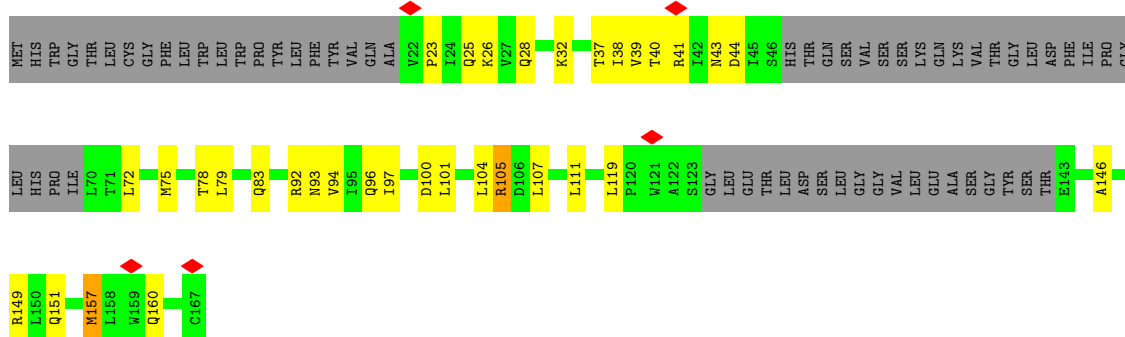 MET HIS TRP GLY THR LEU CYS GLY PHE LEU TRP LEU TRP PRO TYR LEU PHE TYR VAL GLN ALA V22 P23 I24 Q25 K26 V27 Q28 K32 T37 I38 V39 T40 R41 I42 N43 D44 I45 S46 HIS THR GLN SER VAL SER SER LYS GLN LYS VAL THR GLY LEU ASP PHE ILE PRO GLY
LEU HIS PRO ILE L70 T71 L72 M75 T78 L79 Q83 R92 N93 V94 I95 Q96 I97 D100 L101 L104 R105 D106 L107 L111 L119 P120 W121 A122 S123 GLY LEU GLU THR LEU ASP SER LEU GLY GLY VAL LEU GLU ALA SER GLY TYR SER THR E143 A146
R149 L150 Q151 M157 L158 W159 Q160 C167